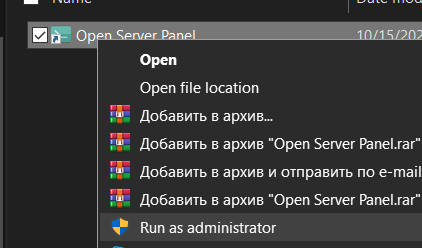 Name
Date mod
Open Server Panel
10/15/202
Open
Open file location
Добавить в архив...
Добавить в архив "Open Server Panel.rar"
Добавить в архив и отправить по e-mail
Добавить в архив "Open Server Panel.rar"
Run as administrator